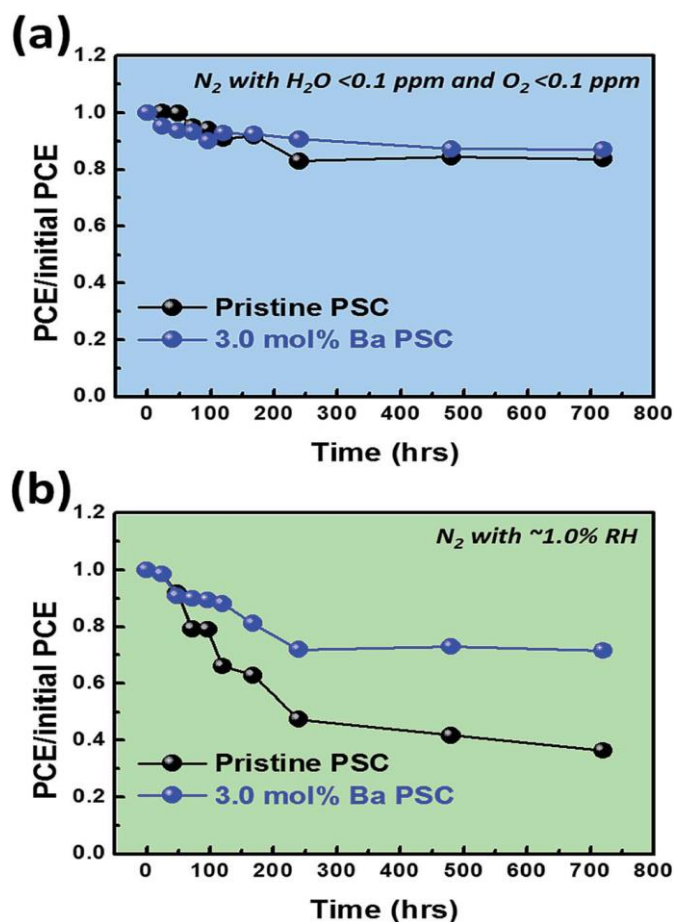 (a)
1.2
1.0
0.8
0.6
0.4
0.2
0.0
PCE/initial PCE
N₂ with H₂O <0.1 ppm and O₂ <0.1 ppm
Pristine PSC
3.0 mol% Ba PSC
0 100 200 300 400 500 600 700 800
Time (hrs)
(b)
1.2
1.0
0.8
0.6
0.4
0.2
0.0
PCE/initial PCE
N₂ with ~1.0% RH
Pristine PSC
3.0 mol% Ba PSC
0 100 200 300 400 500 600 700 800
Time (hrs)